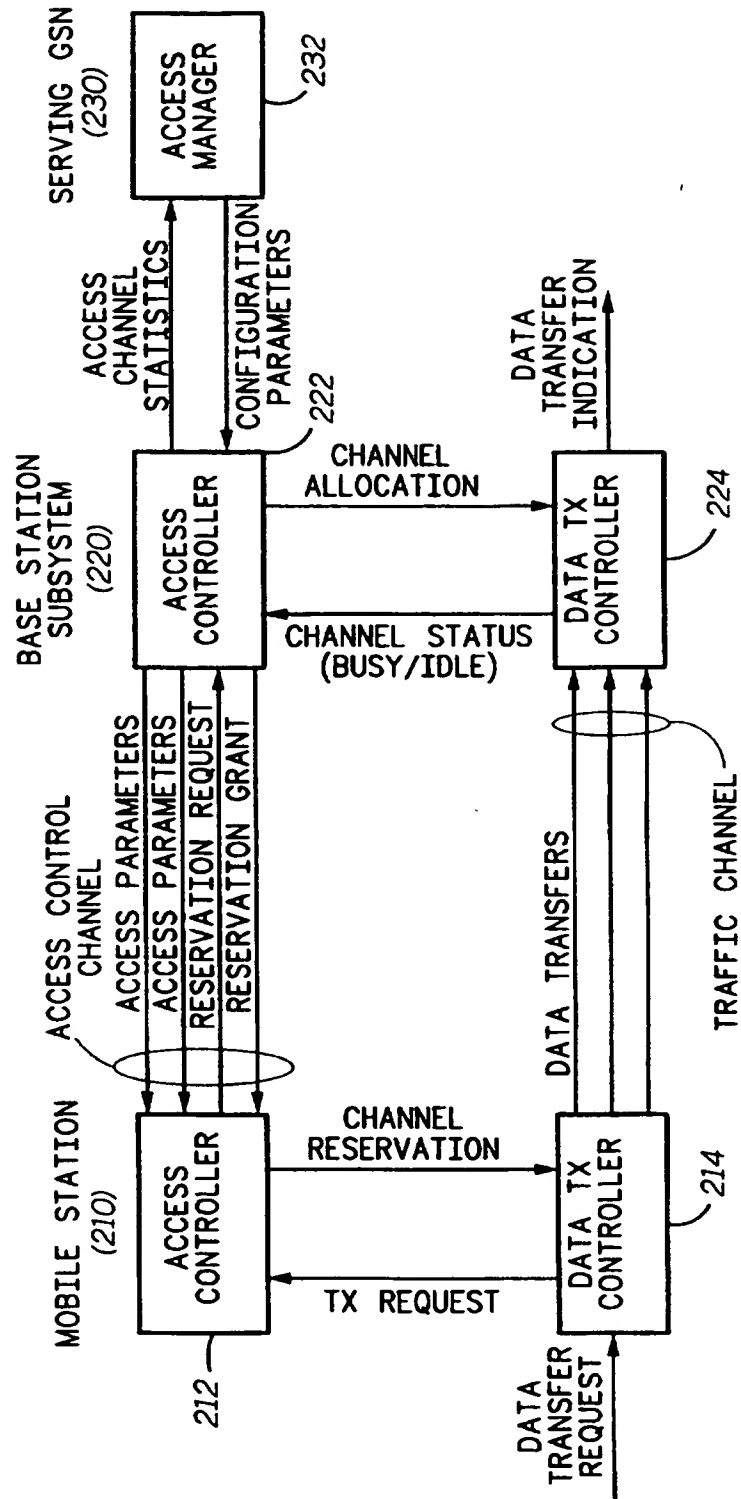 MOBILE STATION
(210)
BASE STATION
SUBSYSTEM
(220)
SERVING GSN
(230)
ACCESS CONTROL
CHANNEL
ACCESS
CONTROLLER
212
ACCESS PARAMETERS
ACCESS PARAMETERS
RESERVATION REQUEST
RESERVATION GRANT
ACCESS
CONTROLLER
222
ACCESS
CHANNEL
STATISTICS
CONFIGURATION
PARAMETERS
ACCESS
MANAGER
232
TX REQUEST
CHANNEL
RESERVATION
CHANNEL STATUS
(BUSY/IDLE)
CHANNEL
ALLOCATION
DATA
TRANSFER
REQUEST
DATA TX
CONTROLLER
214
DATA TRANSFERS
TRAFFIC CHANNEL
DATA TX
CONTROLLER
224
DATA
TRANSFER
INDICATION